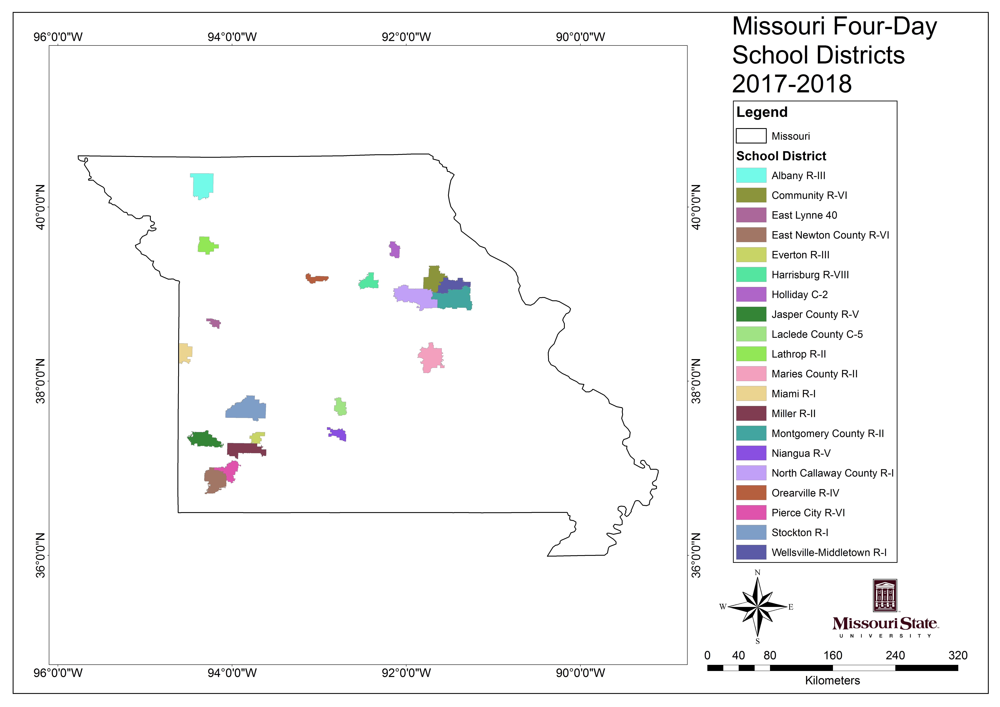 Missouri Four-Day
School Districts
2017-2018
96°0'0"W 94°0'0"W 92°0'0"W 90°0'0"W
Legend
Missouri
School District
Albany R-III
Community R-VI
East Lynne 40
East Newton County R-VI
Everton R-III
Harrisburg R-VIII
Holliday C-2
Jasper County R-V
Laclede County C-5
Lathrop R-II
Maries County R-II
Miami R-I
Miller R-II
Montgomery County R-II
Niangua R-V
North Callaway County R-I
Orearville R-IV
Pierce City R-VI
Stockton R-I
Wellsville-Middletown R-I
40°0'0"N 40°0'0"N
38°0'0"N 38°0'0"N
36°0'0"N 36°0'0"N
N
W E
S
TM
Missouri State TM
UNIVERSITY
0 40 80 160 240 320
Kilometers
96°0'0"W 94°0'0"W 92°0'0"W 90°0'0"W